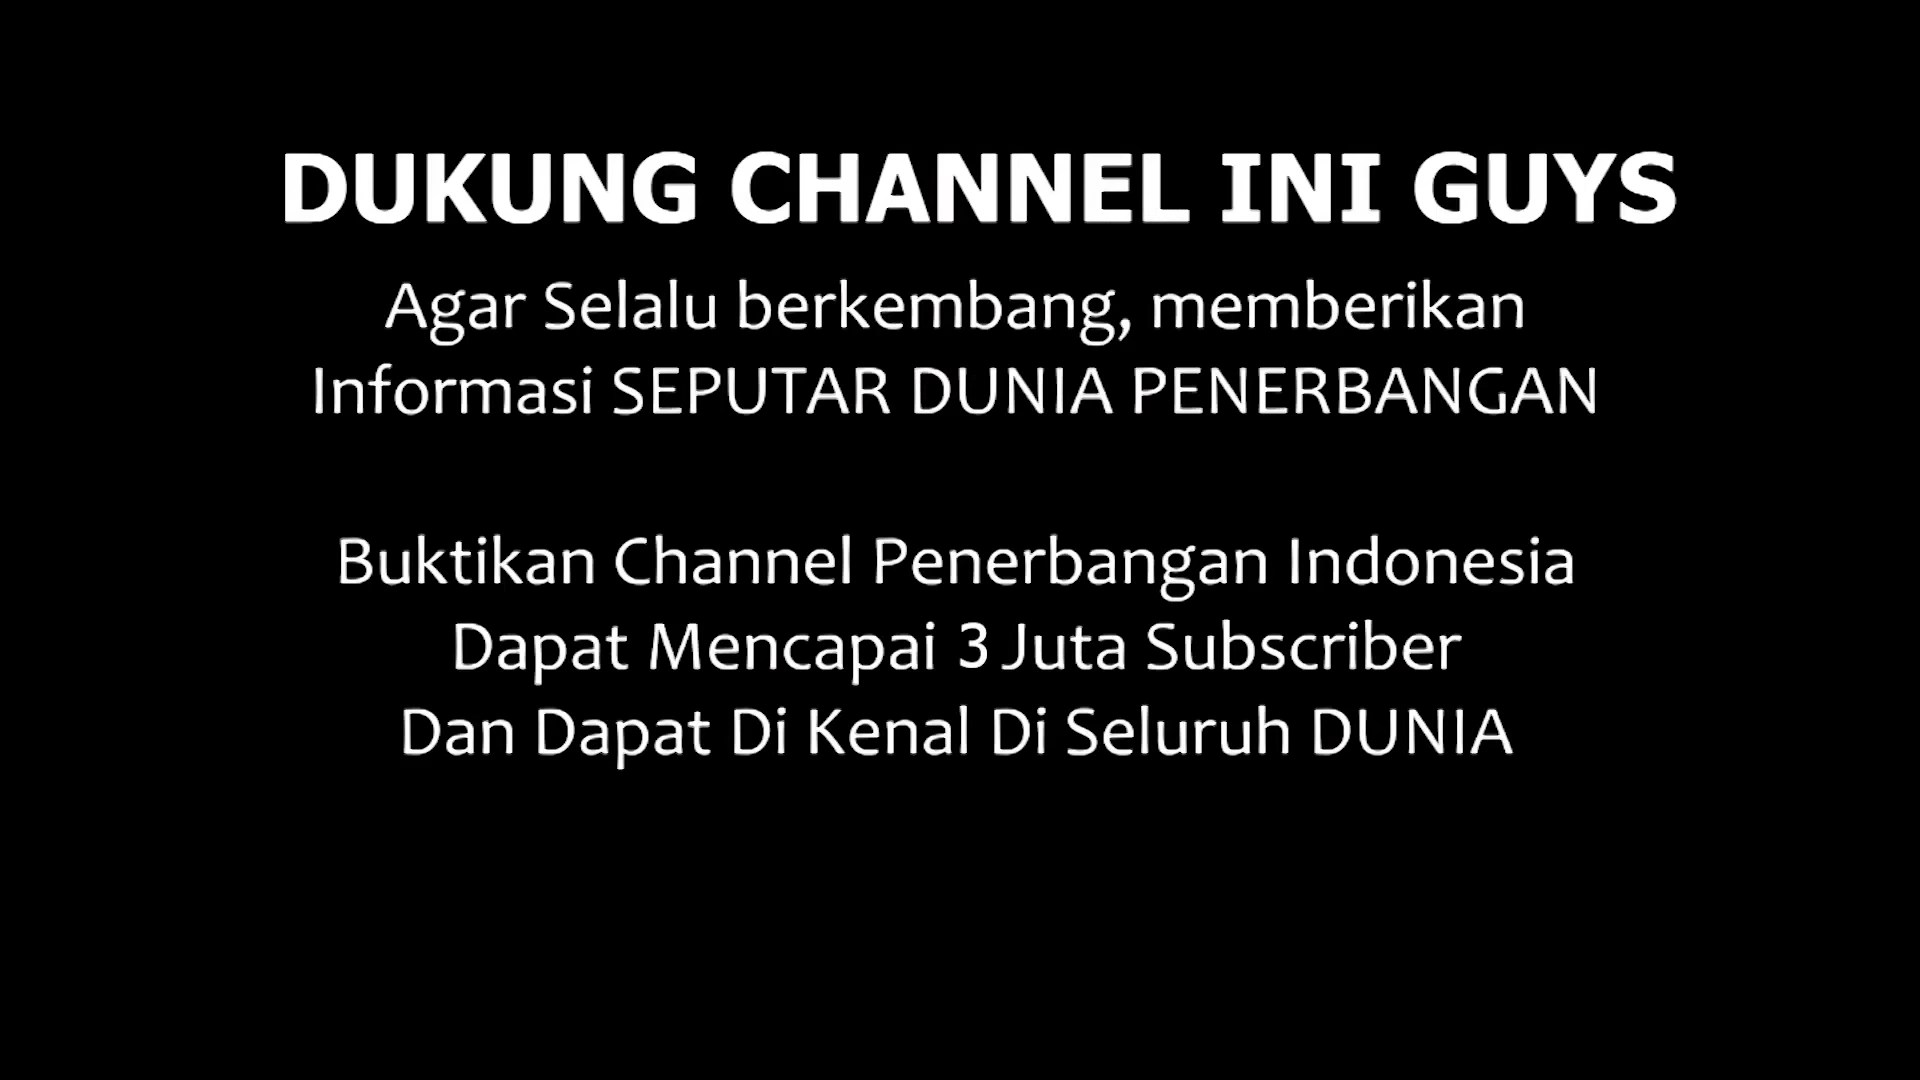 DUKUNG CHANNEL INI GUYS
Agar Selalu berkembang, memberikan
Informasi SEPUTAR DUNIA PENERBANGAN
Buktikan Channel Penerbangan Indonesia
Dapat Mencapai 3 Juta Subscriber
Dan Dapat Di Kenal Di Seluruh DUNIA